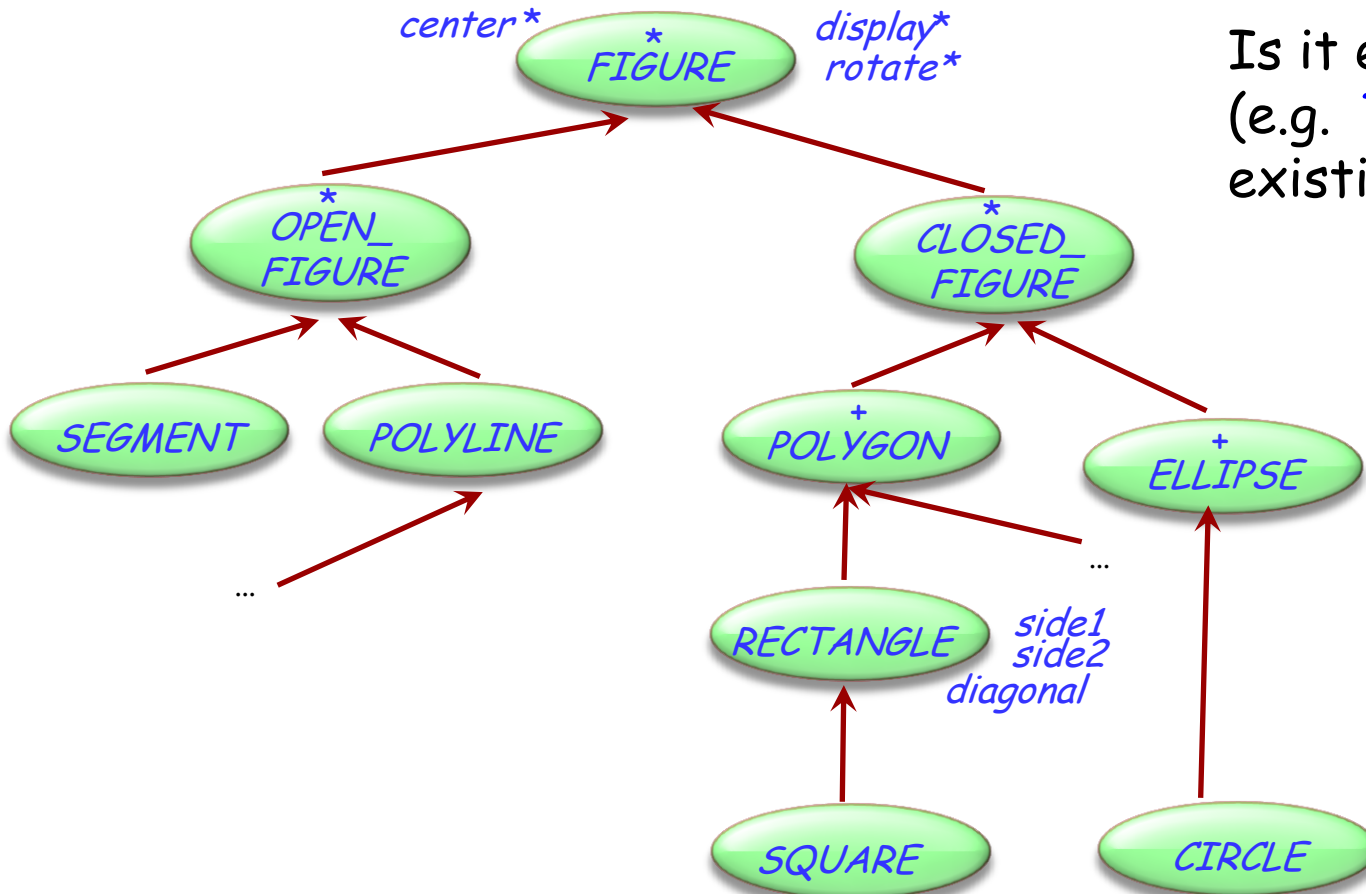 center*
*
FIGURE
display*
rotate*
Is it
(e.g.
*
OPEN_
FIGURE
*
CLOSED_
FIGURE
SEGMENT
POLYLINE
+
POLYGON
+
ELLIPSE
...
...
RECTANGLE
side1
side2
diagonal
SQUARE
CIRCLE